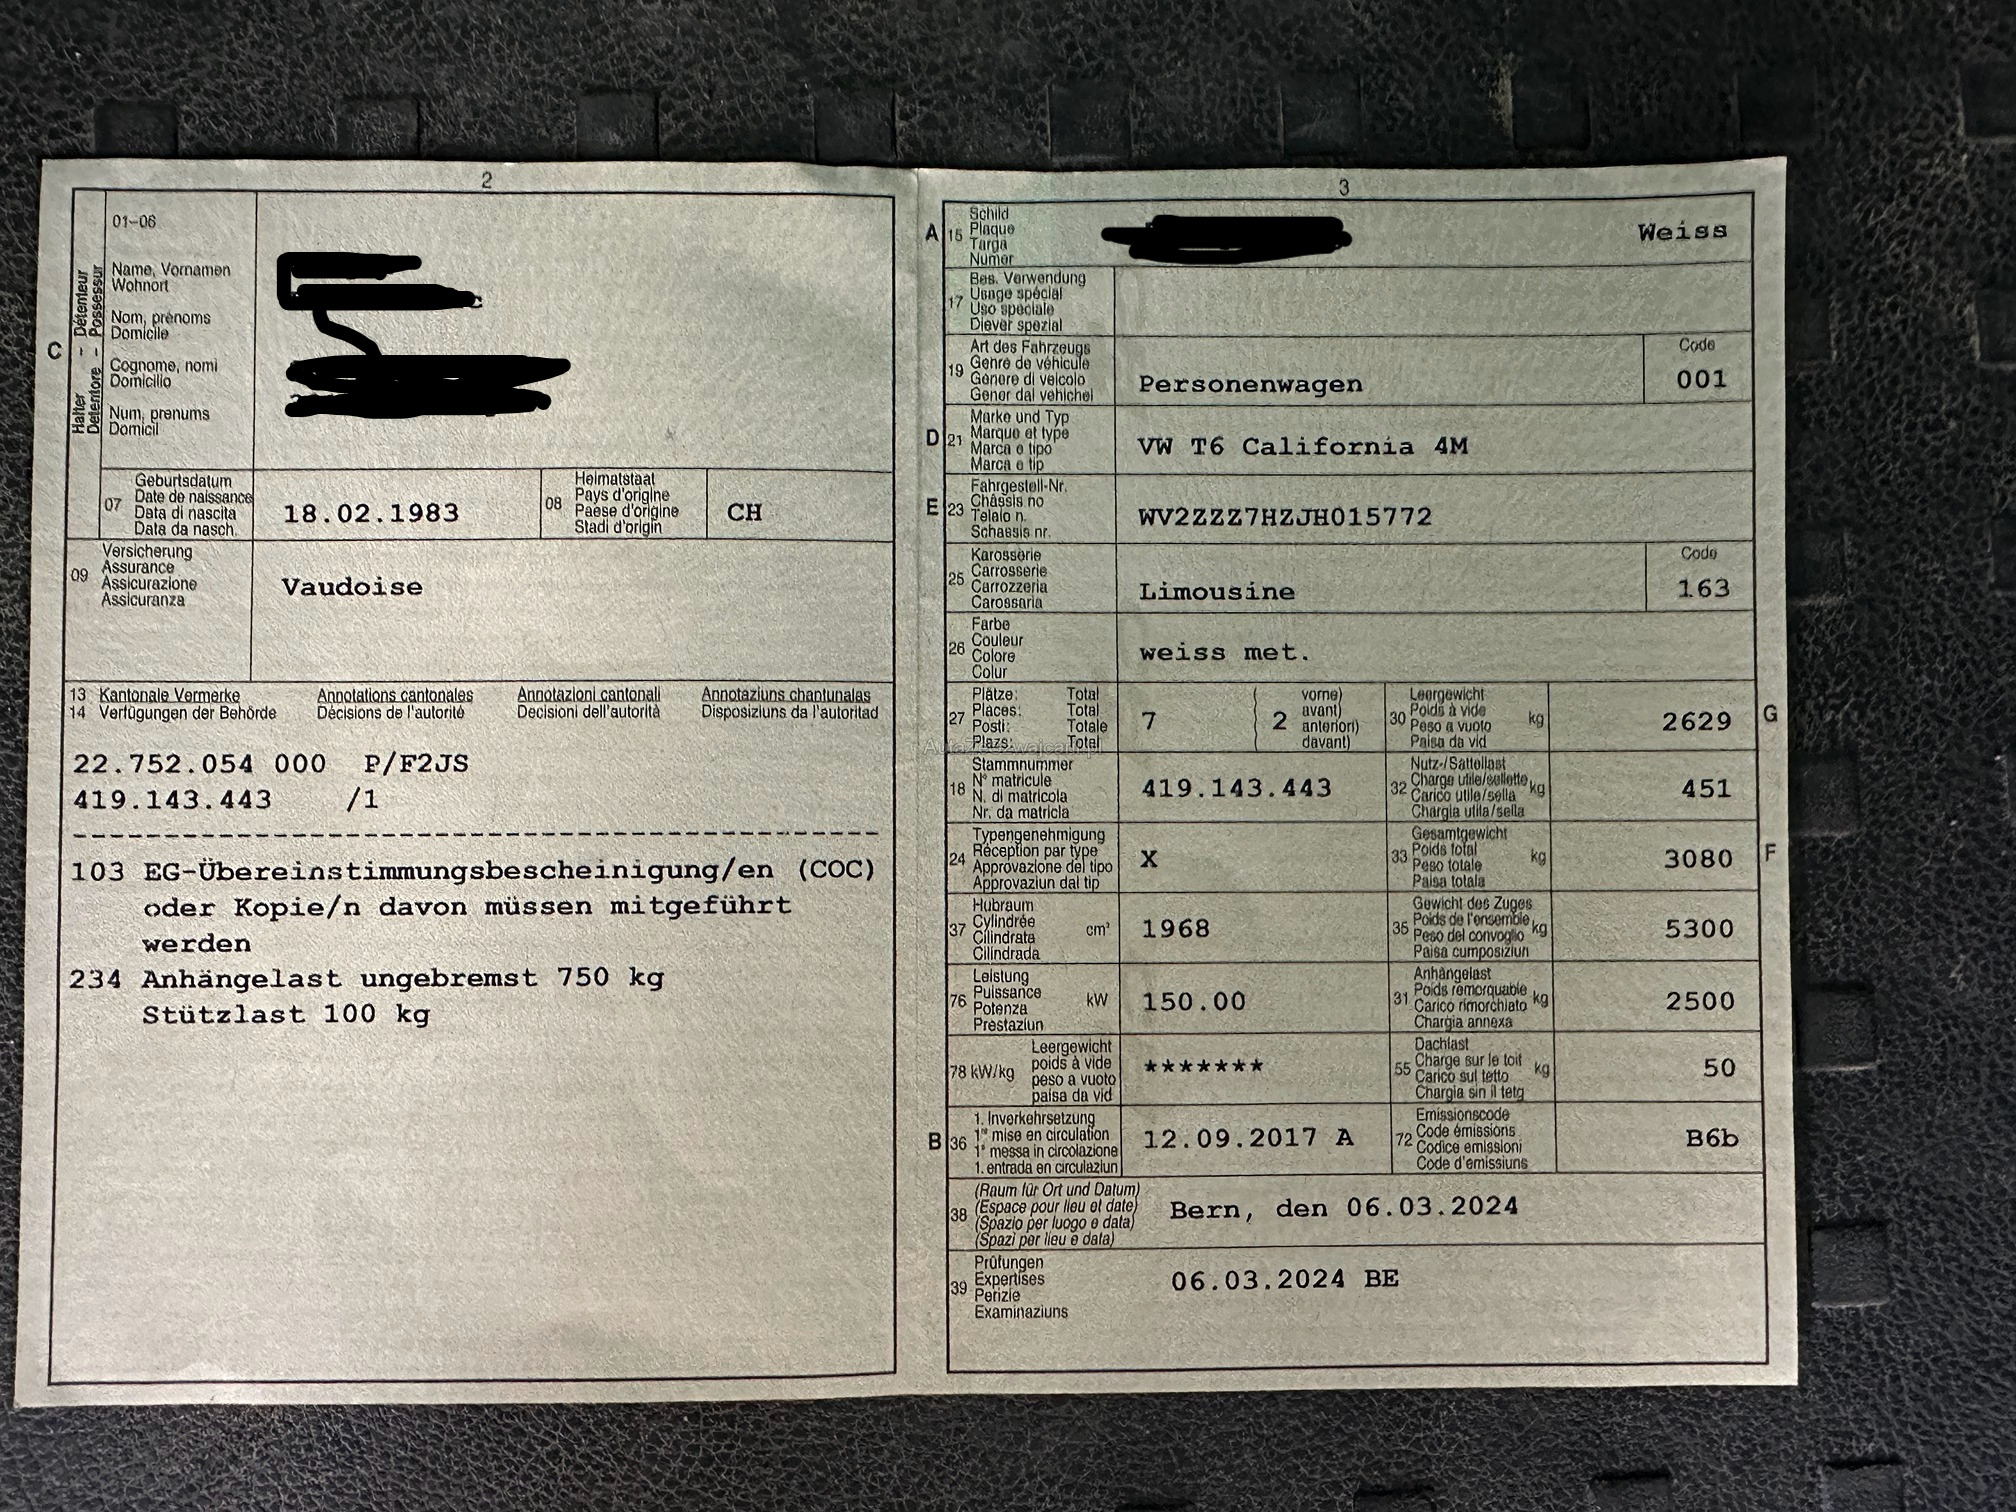 2
01–06
Name, Vornamen
Wohnort
Nom, prénoms
Domicile
Cognome, nomi
Domicilio
Num, prenums
Domicil
C
Halter – Détenteur
Detentore – Possessur
07
Geburtsdatum
Date de naissance
Data di nascita
Data da nasch.
18.02.1983
08
Heimatstaat
Pays d'origine
Paese d'origine
Stadi d'origin
CH
09
Versicherung
Assurance
Assicurazione
Assicuranza
Vaudoise
13 Kantonale Vermerke Annotations cantonales Annotazioni cantonali Annotaziuns chantunalas
14 Verfügungen der Behörde Décisions de l'autorité Decisioni dell'autorità Disposiziuns da l'autoritad
22.752.054 000 P/F2JS
419.143.443 /1
103 EG-Übereinstimmungsbescheinigung/en (COC)
oder Kopie/n davon müssen mitgeführt
werden
234 Anhängelast ungebremst 750 kg
Stützlast 100 kg
3
A 15
Schild
Plaque
Targa
Numer
Weiss
17
Bes. Verwendung
Usage spécial
Uso speciale
Diever spezial
19
Art des Fahrzeugs
Genre de véhicule
Genere di veicolo
Gener dal vehichel
Personenwagen
Code
001
D 21
Marke und Typ
Marque et type
Marca e tipo
Marca e tip
VW T6 California 4M
E 23
Fahrgestell-Nr.
Châssis no
Telaio n.
Schassis nr.
WV2ZZZ7HZJH015772
25
Karosserie
Carrosserie
Carrozzeria
Carossaria
Limousine
Code
163
26
Farbe
Couleur
Colore
Colur
weiss met.
27
Plätze: Total
Places: Total
Posti: Totale
Plazs: Total
7
( 2 vorne)
avant)
anteriori)
davant)
30
Leergewicht
Poids à vide
Peso a vuoto
Paisa da vid
kg
2629
G
18
Stammnummer
N° matricule
N. di matricola
Nr. da matricla
419.143.443
32
Nutz-/Sattellast
Charge utile/sellette
Carico utile/sella
Chargia utila/sella
kg
451
24
Typengenehmigung
Réception par type
Approvazione del tipo
Approvaziun dal tip
X
33
Gesamtgewicht
Poids total
Peso totale
Paisa totala
kg
3080
F
37
Hubraum
Cylindrée
Cilindrata
Cilindrada
cm³
1968
35
Gewicht des Zuges
Poids de l'ensemble
Peso del convoglio
Paisa cumposiziun
kg
5300
76
Leistung
Puissance
Potenza
Prestaziun
kW
150.00
31
Anhängelast
Poids remorquable
Carico rimorchiato
Chargia annexa
kg
2500
78 kW/kg
Leergewicht
poids à vide
peso a vuoto
paisa da vid
*******
55
Dachlast
Charge sur le toit
Carico sul tetto
Chargia sin il tetg
kg
50
B 36
1. Inverkehrsetzung
1re mise en circulation
1a messa in circolazione
1. entrada en circulaziun
12.09.2017 A
72
Emissionscode
Code émissions
Codice emissioni
Code d'emissiuns
B6b
38
(Raum für Ort und Datum)
(Espace pour lieu et date)
(Spazio per luogo e data)
(Spazi per lieu e data)
Bern, den 06.03.2024
39
Prüfungen
Expertises
Perizie
Examinaziuns
06.03.2024 BE